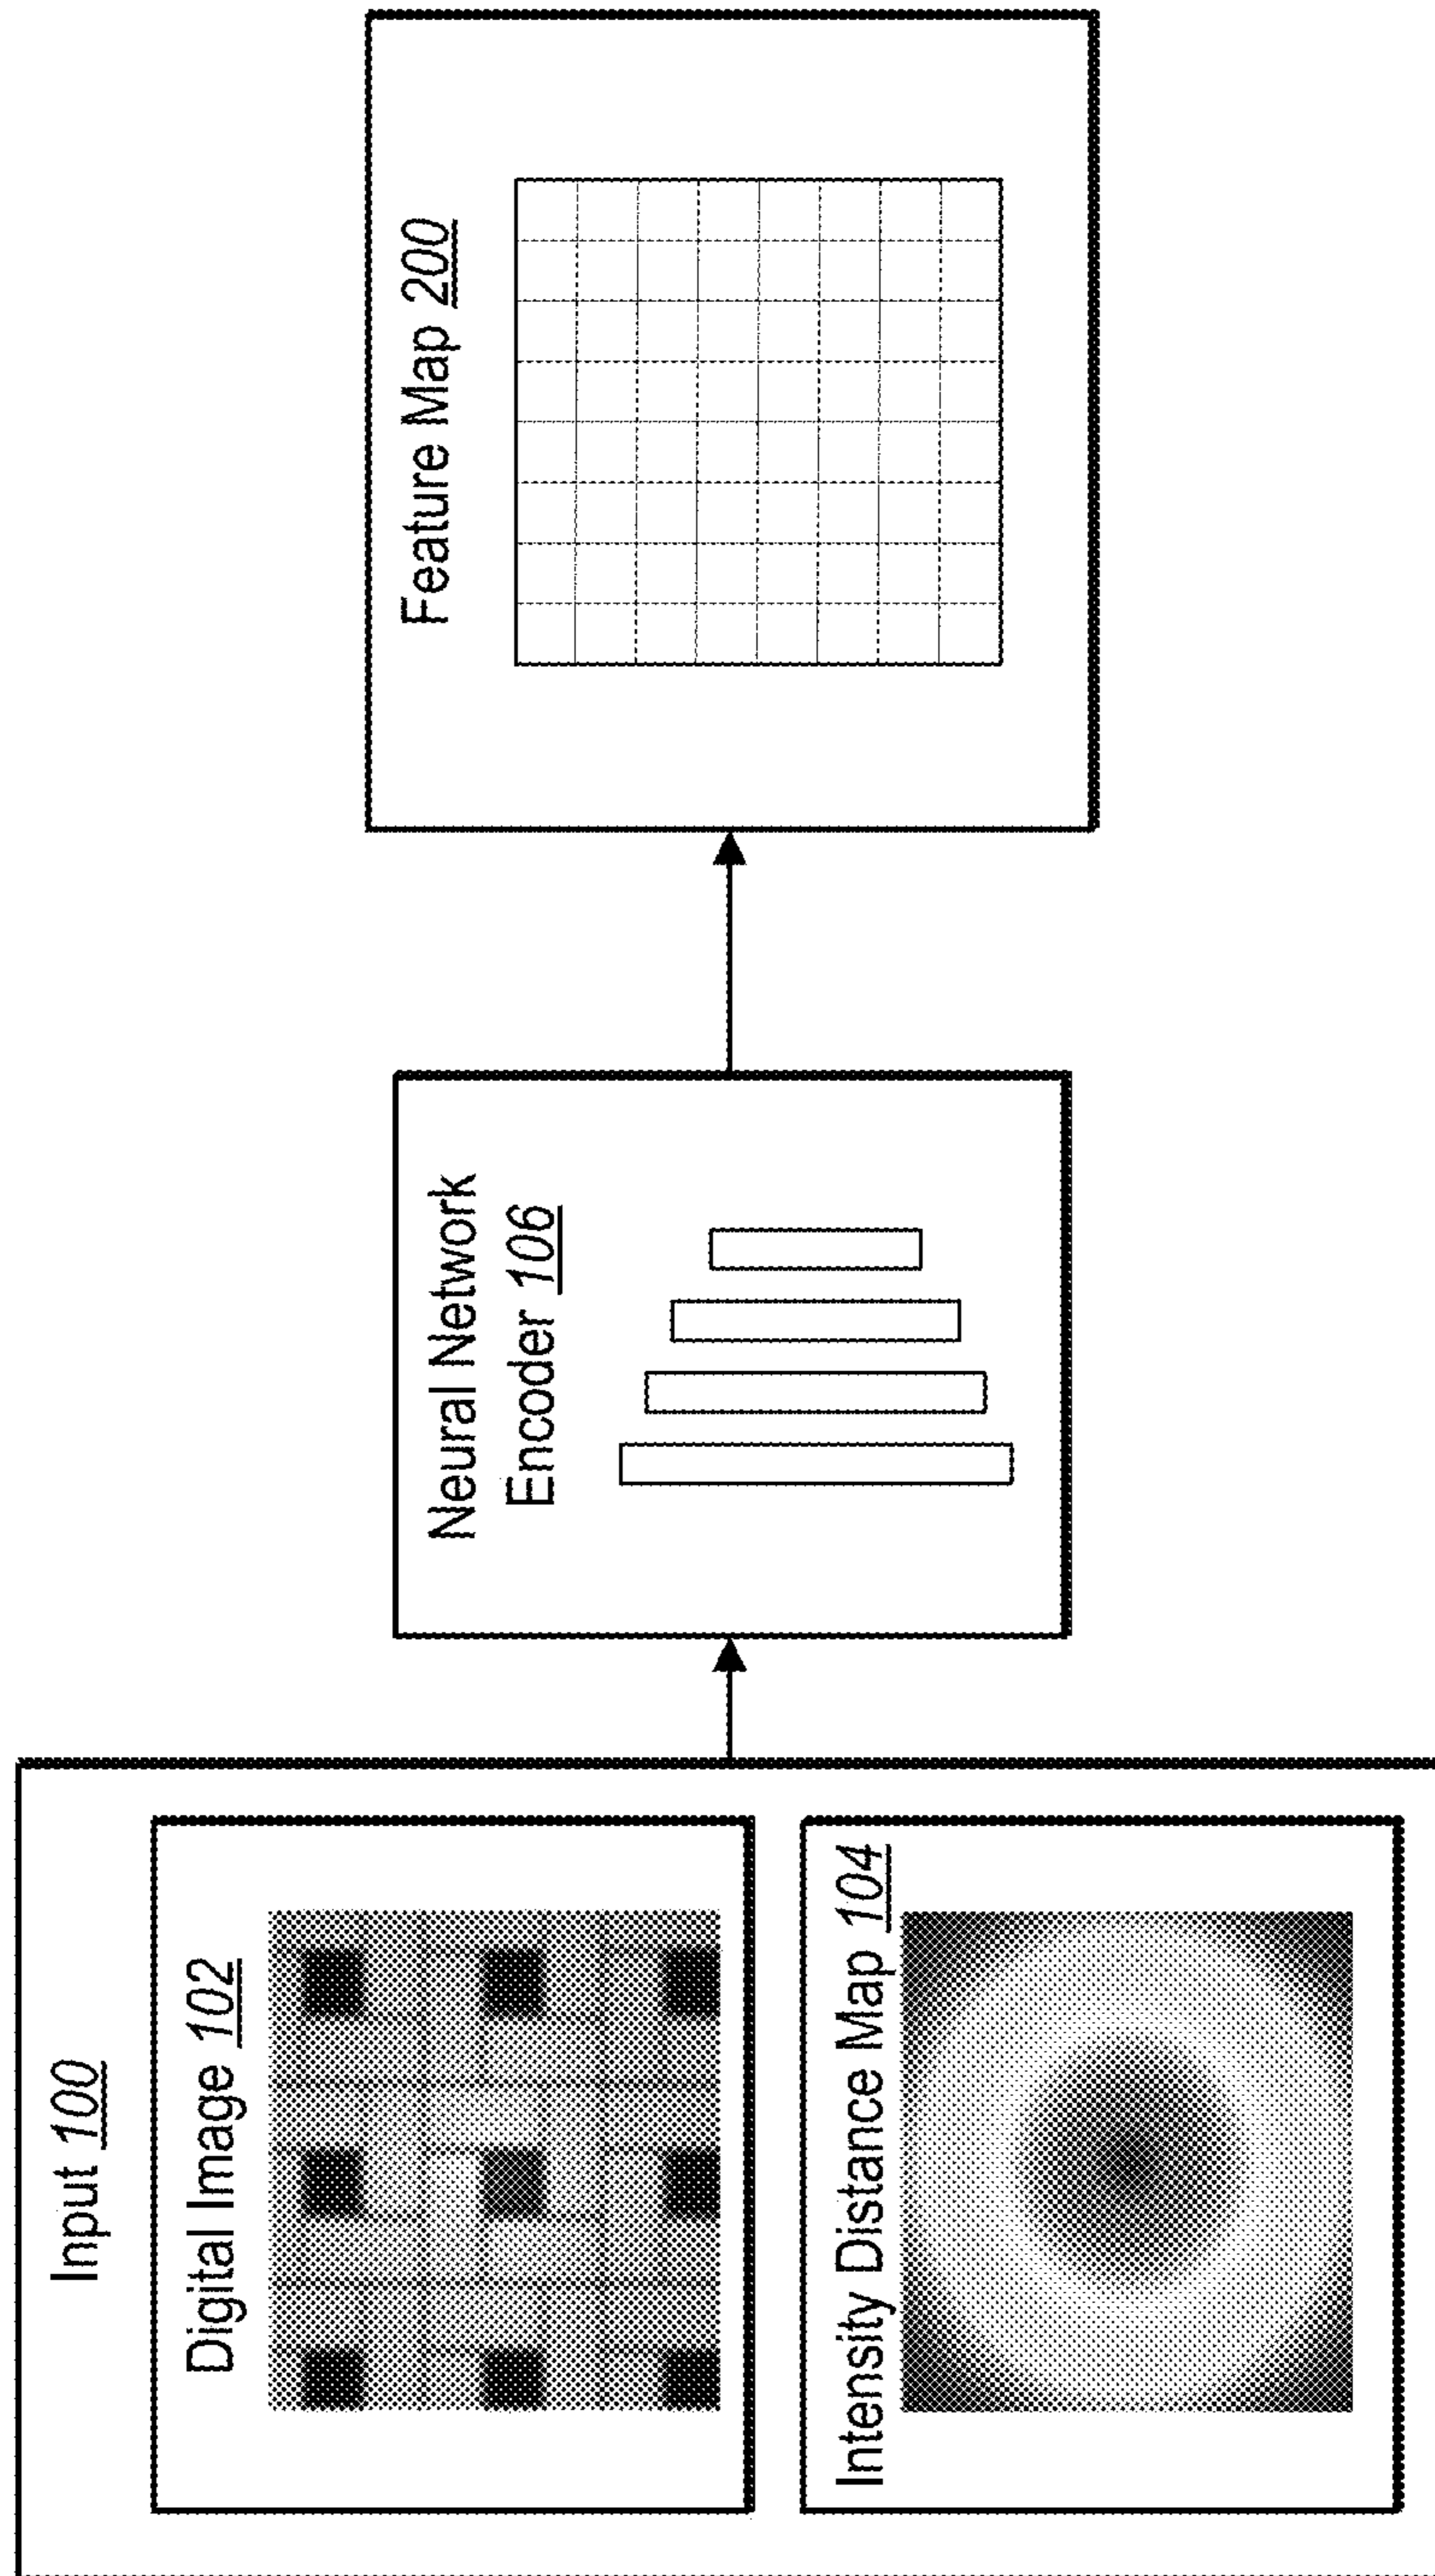 Input 100
Digital Image 102
Intensity Distance Map 104
Neural Network
Encoder 106
Feature Map 200